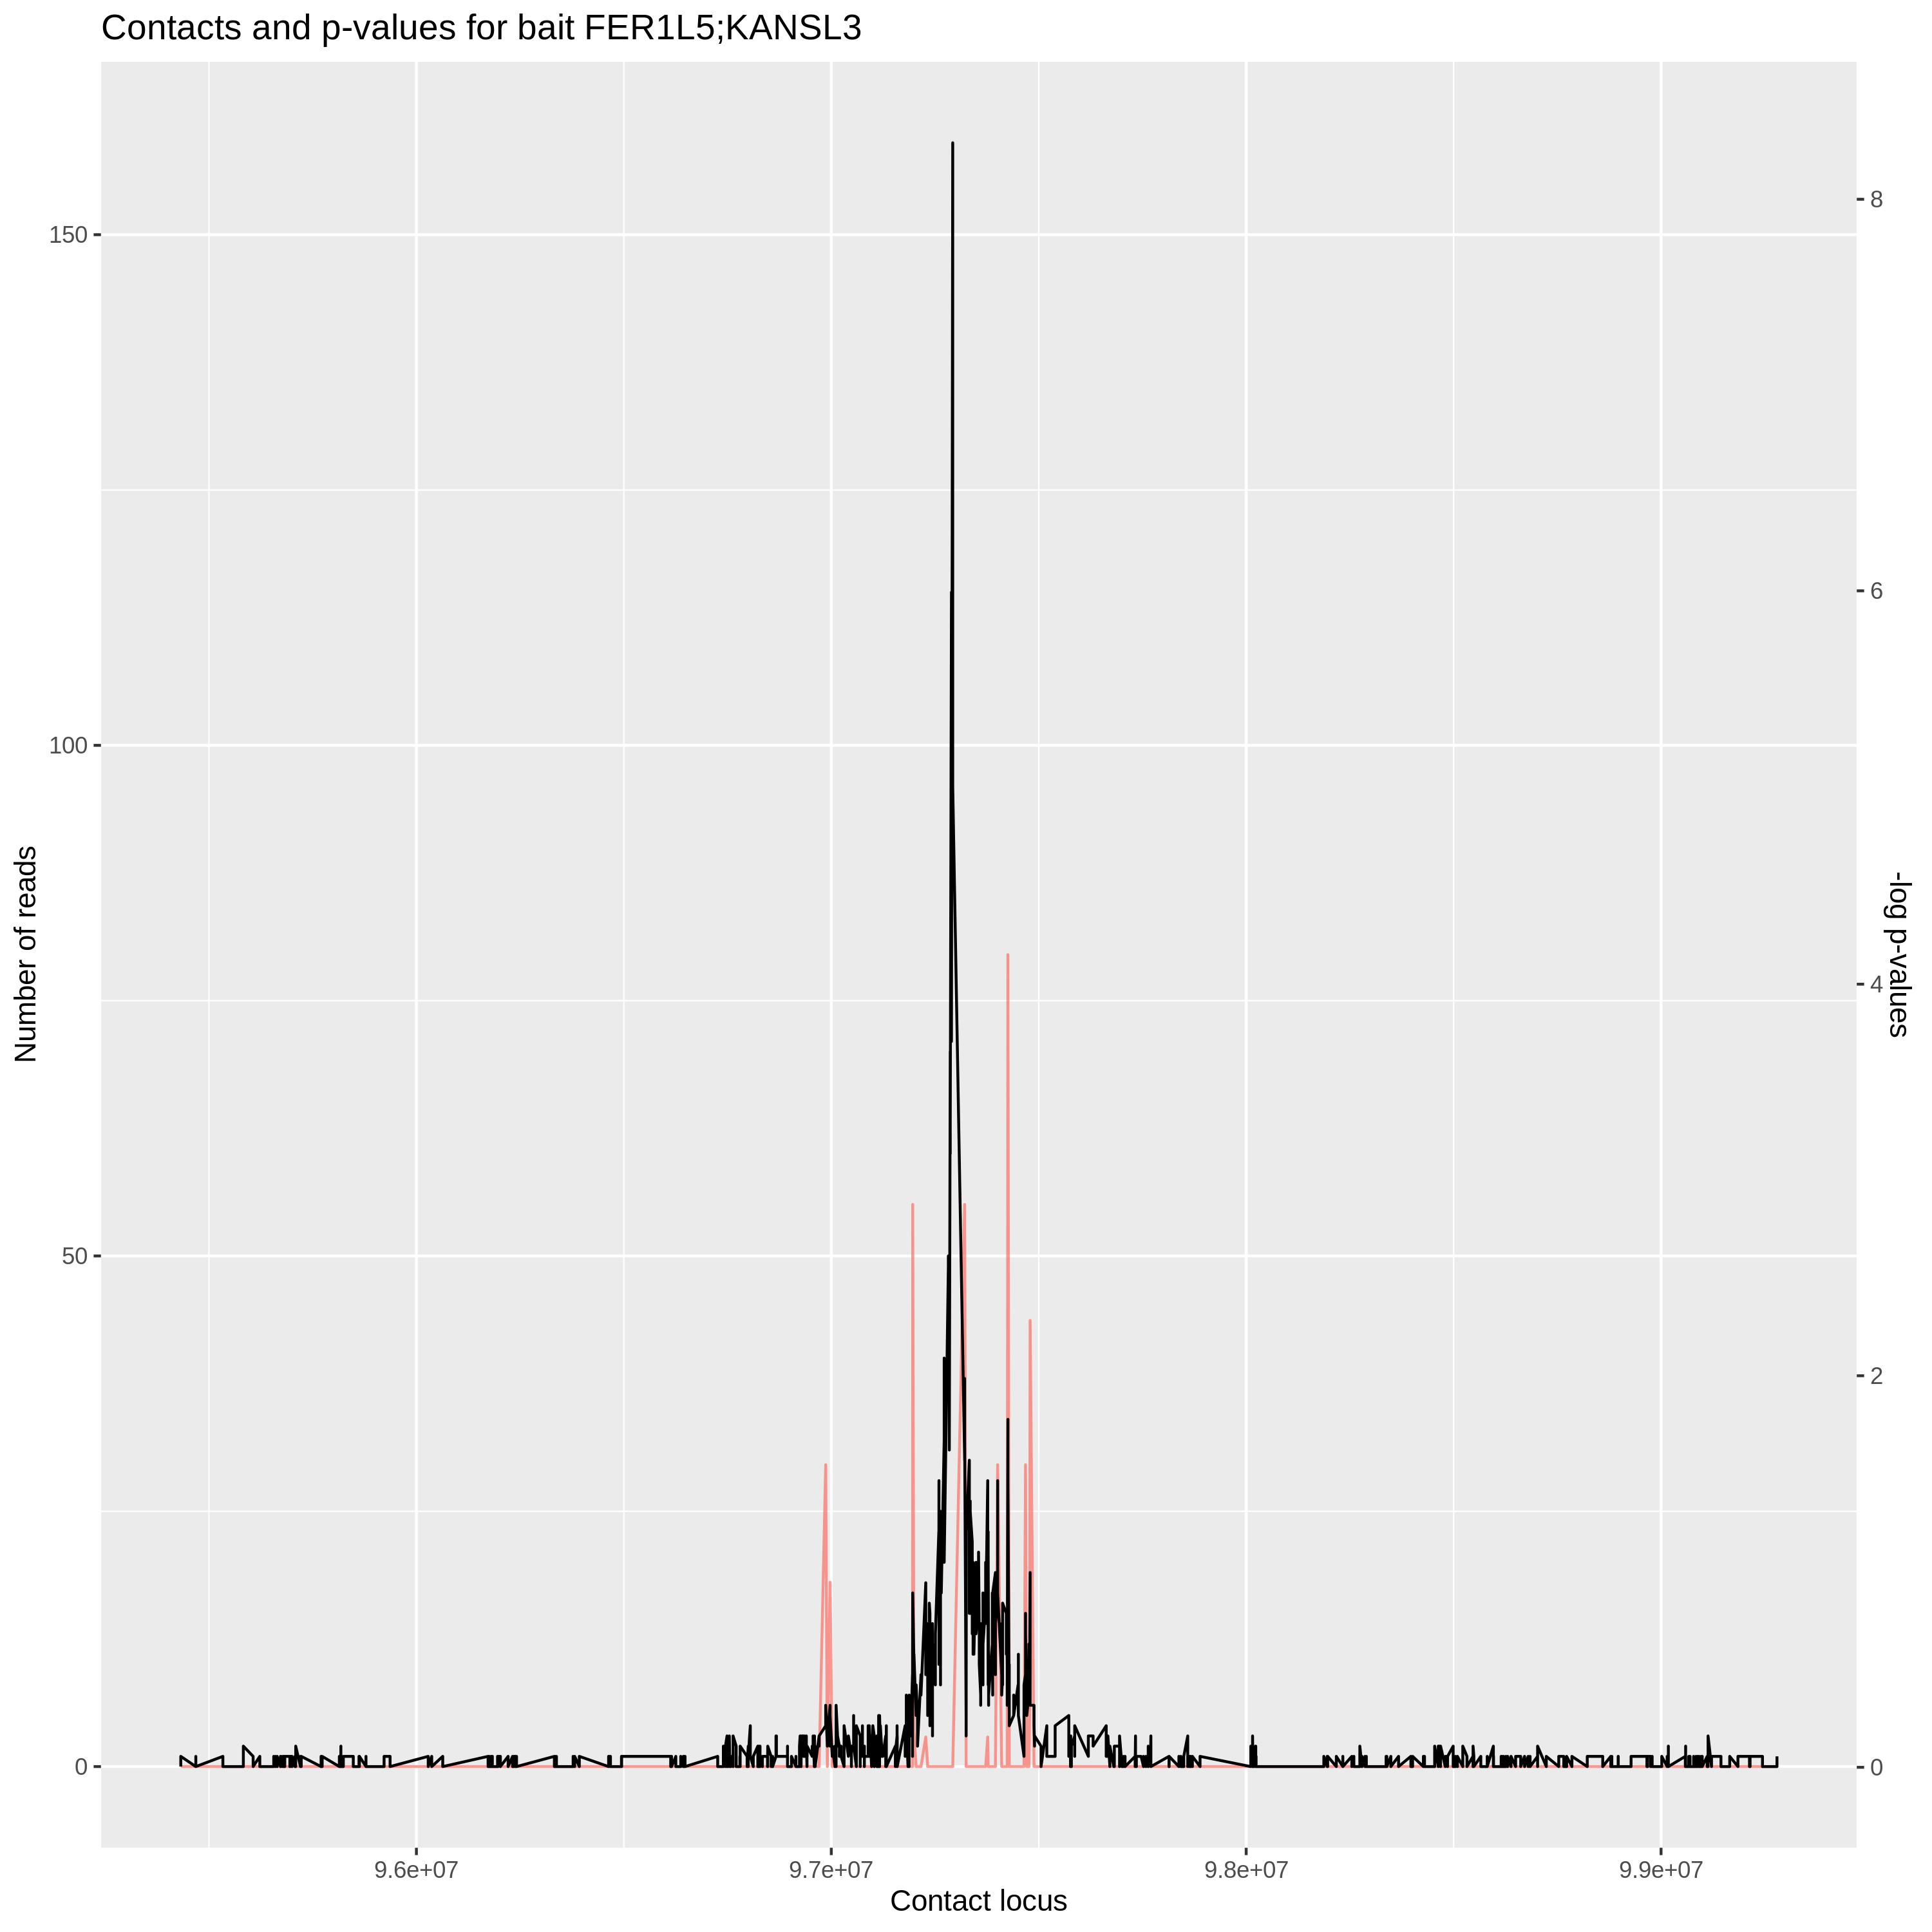 Contacts and p-values for bait FER1L5;KANSL3
150
100
50
0
Number of reads
8
6
4
2
0
-log p-values
9.6e+07
9.7e+07
9.8e+07
9.9e+07
Contact locus